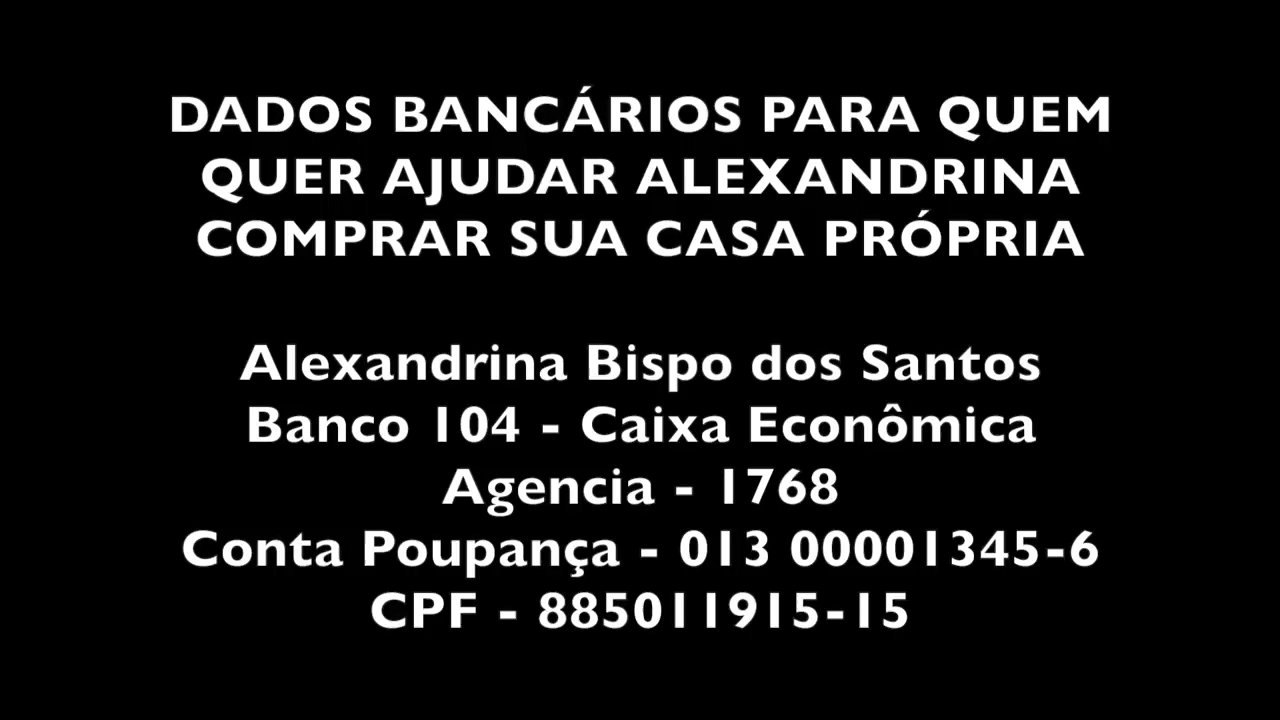 DADOS BANCÁRIOS PARA QUEM
QUER AJUDAR ALEXANDRINA
COMPRAR SUA CASA PRÓPRIA
Alexandrina Bispo dos Santos
Banco 104 - Caixa Econômica
Agencia - 1768
Conta Poupança - 013 00001345-6
CPF - 885011915-15